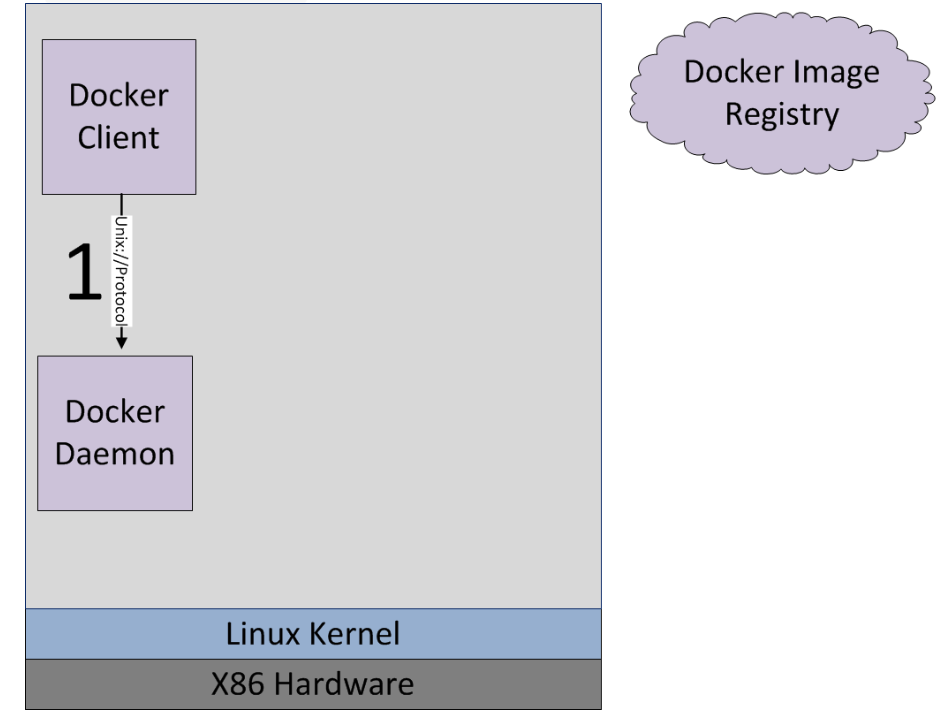 Docker
Client
Docker Image
Registry
1
Unix://Protocol
Docker
Daemon
Linux Kernel
X86 Hardware